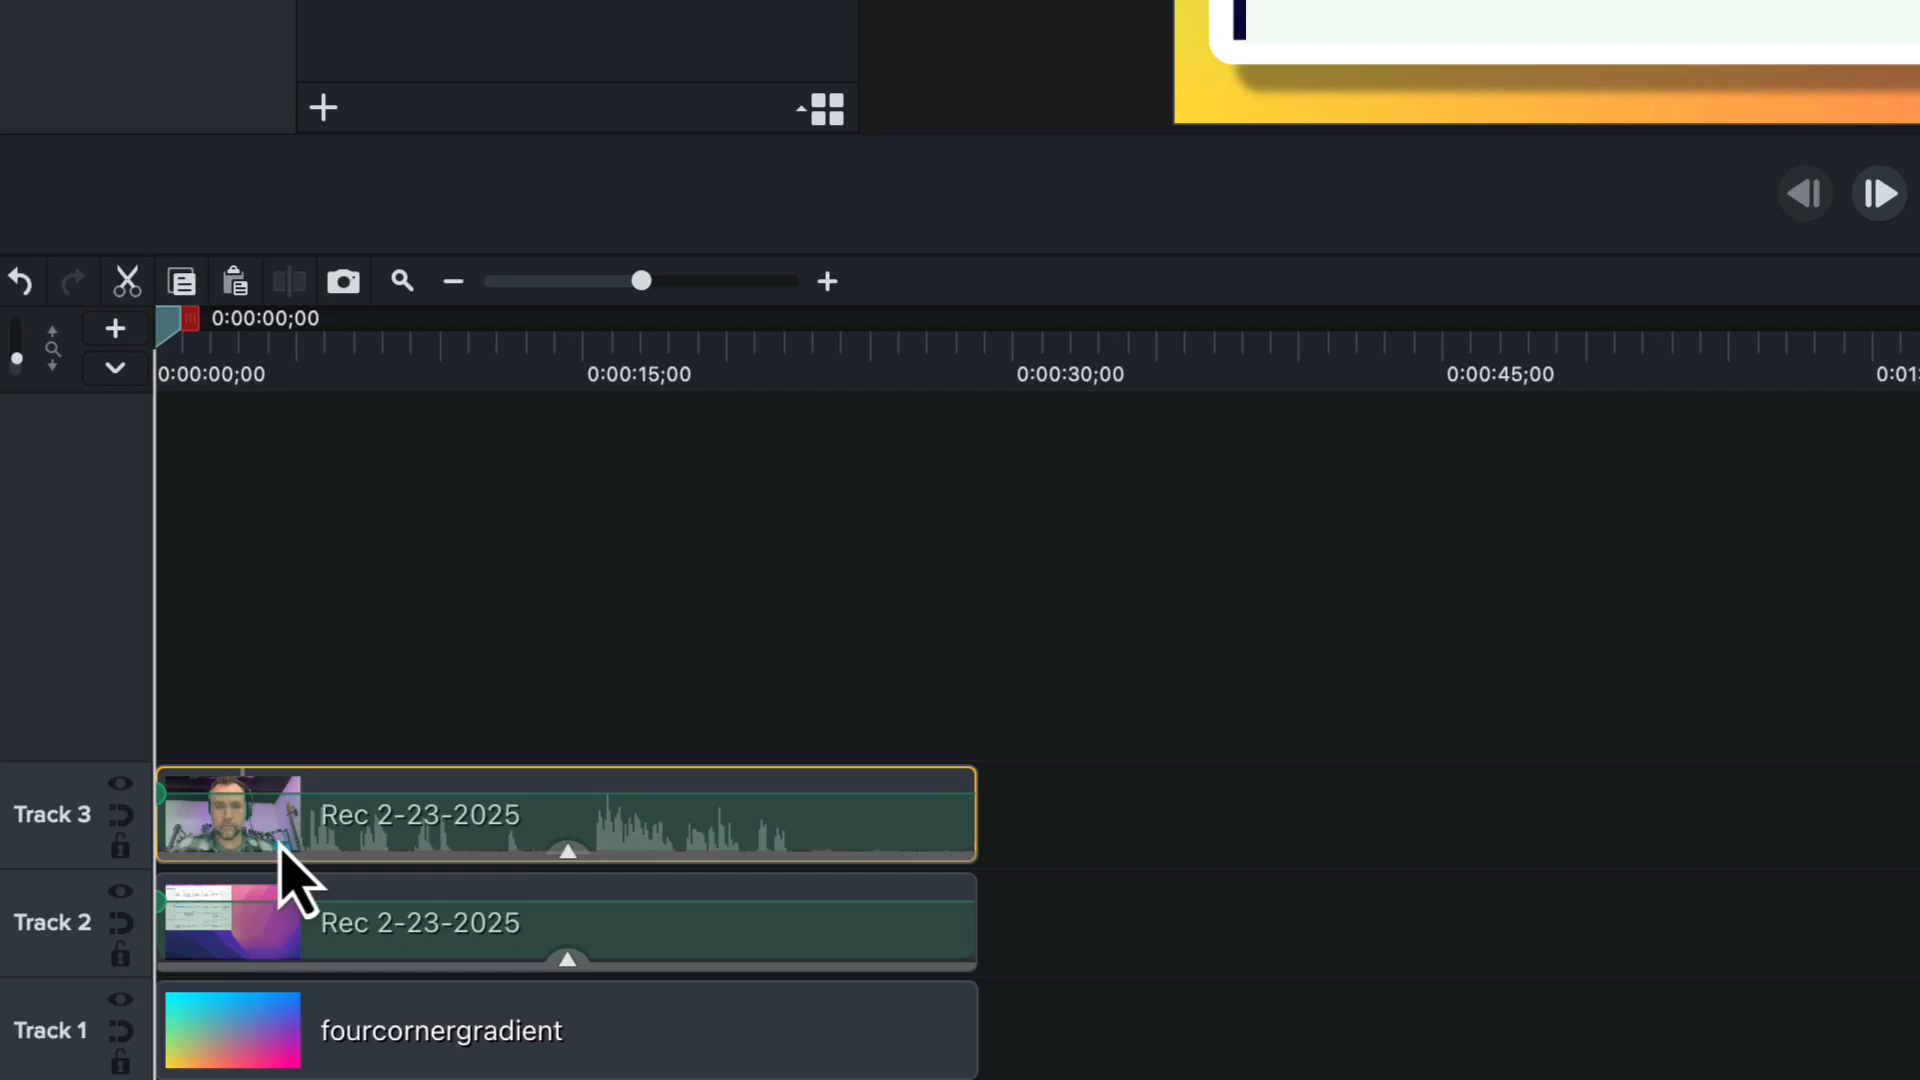 0:00:00;00
0:00:00;00
0:00:15;00
0:00:30;00
0:00:45;00
0:01:
Track 3
Rec 2-23-2025
Track 2
Rec 2-23-2025
Track 1
fourcornergradient